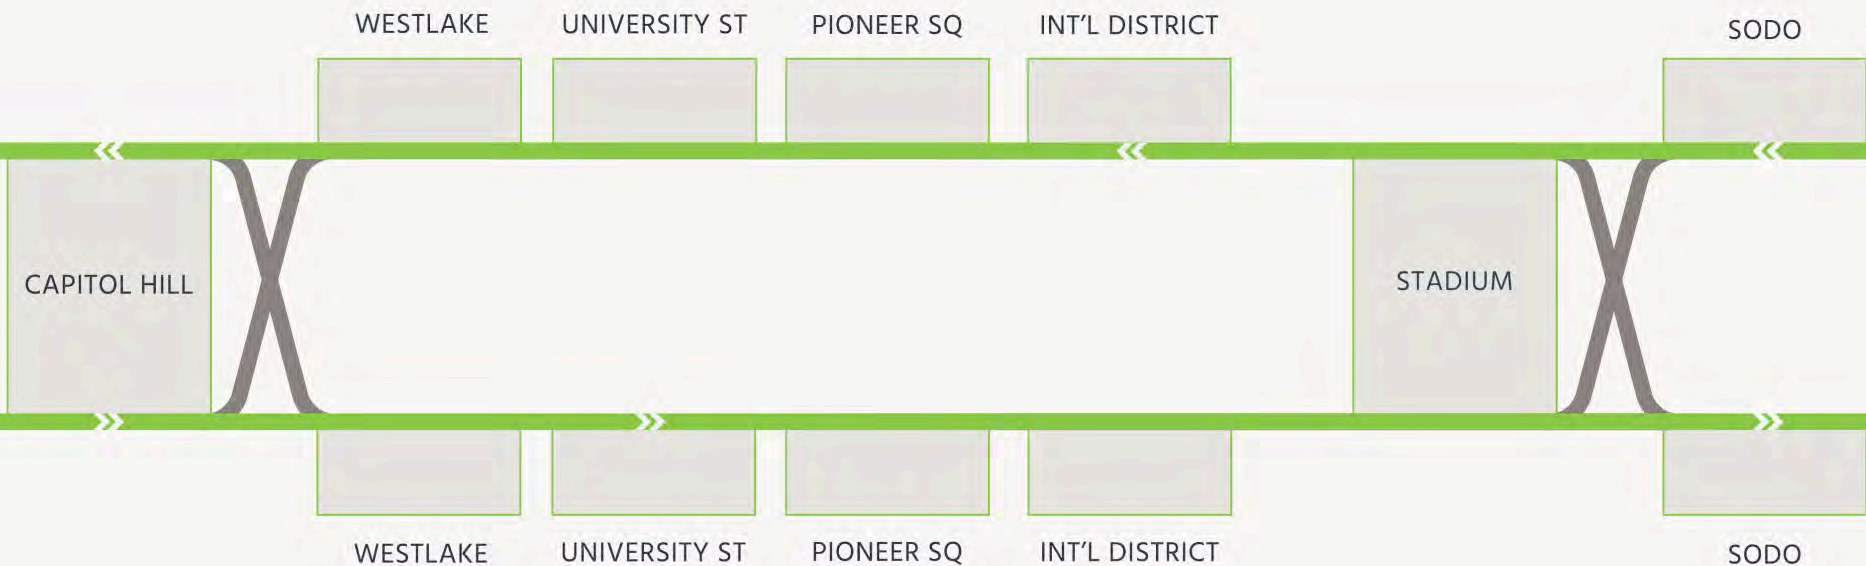 WESTLAKE
UNIVERSITY ST
PIONEER SQ
INT'L DISTRICT
SODO
CAPITOL HILL
STADIUM
WESTLAKE
UNIVERSITY ST
PIONEER SQ
INT'L DISTRICT
SODO